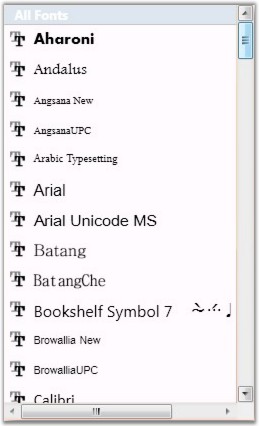 All Fonts
Aharoni
Andalus
Angsana New
AngsanaUPC
Arabic Typesetting
Arial
Arial Unicode MS
Batang
BatangChe
Bookshelf Symbol 7
Browallia New
BrowalliaUPC
Calibri